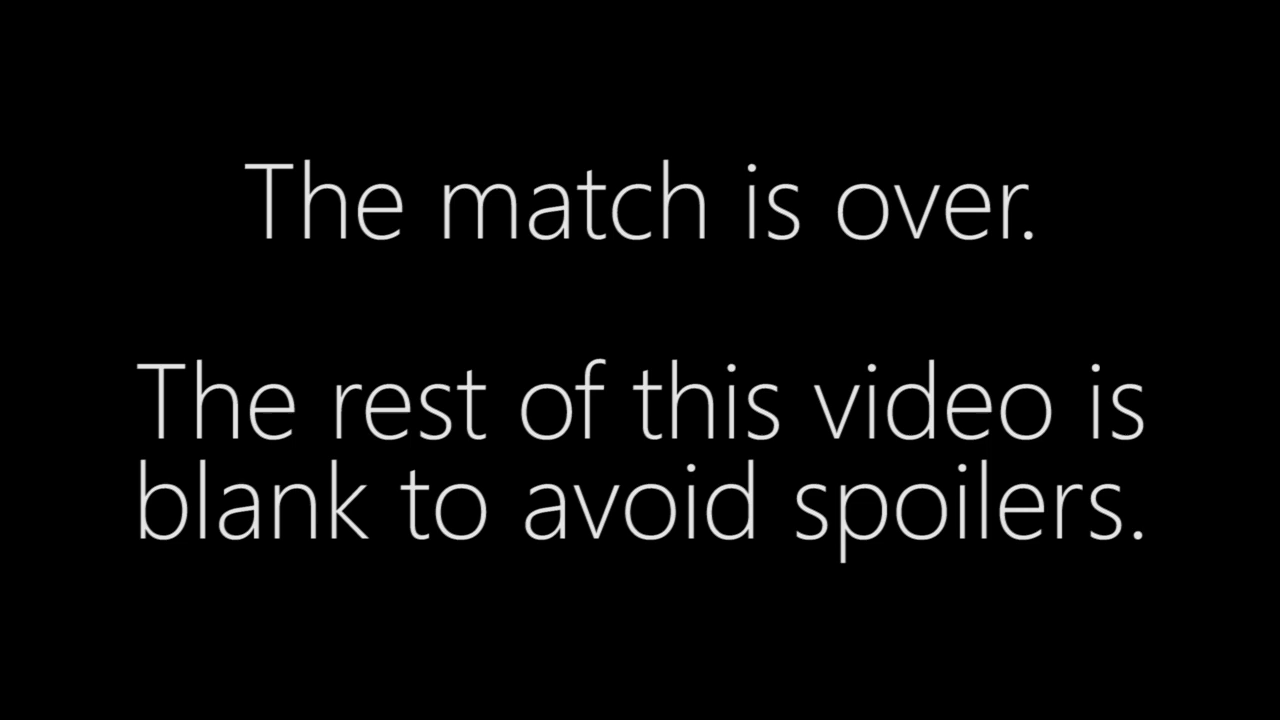 The match is over.
The rest of this video is
blank to avoid spoilers.